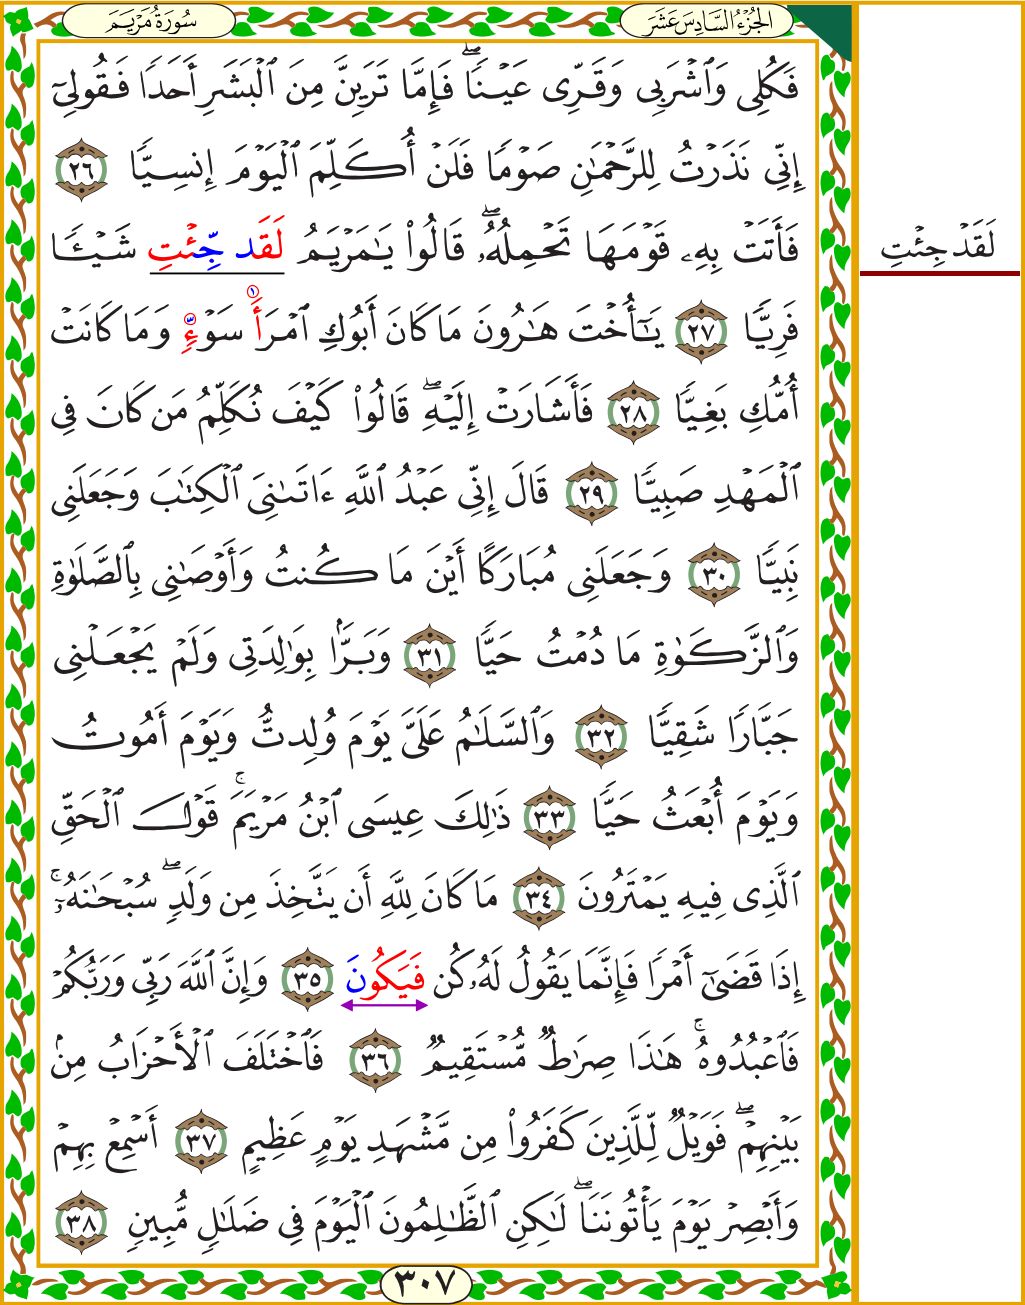 سُورَةُ مَرْيَمَ
الجُزْءُ السَّادِسَ عَشَرَ
فَكُلِى وَٱشْرَبِى وَقَرِّى عَيْنًاۖ فَإِمَّا تَرَيِنَّ مِنَ ٱلْبَشَرِ أَحَدًا فَقُولِىٓ
إِنِّى نَذَرْتُ لِلرَّحْمَٰنِ صَوْمًا فَلَنْ أُكَلِّمَ ٱلْيَوْمَ إِنسِيًّا ٢٦
فَأَتَتْ بِهِۦ قَوْمَهَا تَحْمِلُهُۥۖ قَالُوا۟ يَٰمَرْيَمُ لَقَد جِّئْتِ شَيْـًٔا
فَرِيًّا ٢٧ يَٰٓأُخْتَ هَٰرُونَ مَا كَانَ أَبُوكِ ٱمْرَأَ ١ سَوْءٍ وَمَا كَانَتْ
أُمُّكِ بَغِيًّا ٢٨ فَأَشَارَتْ إِلَيْهِۖ قَالُوا۟ كَيْفَ نُكَلِّمُ مَن كَانَ فِى
ٱلْمَهْدِ صَبِيًّا ٢٩ قَالَ إِنِّى عَبْدُ ٱللَّهِ ءَاتَىٰنِىَ ٱلْكِتَٰبَ وَجَعَلَنِى
نَبِيًّا ٣٠ وَجَعَلَنِى مُبَارَكًا أَيْنَ مَا كُنتُ وَأَوْصَٰنِى بِٱلصَّلَوٰةِ
وَٱلزَّكَوٰةِ مَا دُمْتُ حَيًّا ٣١ وَبَرًّۢا بِوَٰلِدَتِى وَلَمْ يَجْعَلْنِى
جَبَّارًا شَقِيًّا ٣٢ وَٱلسَّلَٰمُ عَلَىَّ يَوْمَ وُلِدتُّ وَيَوْمَ أَمُوتُ
وَيَوْمَ أُبْعَثُ حَيًّا ٣٣ ذَٰلِكَ عِيسَى ٱبْنُ مَرْيَمَۚ قَوْلَ ٱلْحَقِّ
ٱلَّذِى فِيهِ يَمْتَرُونَ ٣٤ مَا كَانَ لِلَّهِ أَن يَتَّخِذَ مِن وَلَدٍۖ سُبْحَٰنَهُۥٓۚ
إِذَا قَضَىٰٓ أَمْرًا فَإِنَّمَا يَقُولُ لَهُۥ كُن فَيَكُونَ ٣٥ وَإِنَّ ٱللَّهَ رَبِّى وَرَبُّكُمْ
فَٱعْبُدُوهُۚ هَٰذَا صِرَٰطٌ مُّسْتَقِيمٌ ٣٦ فَٱخْتَلَفَ ٱلْأَحْزَابُ مِنۢ
بَيْنِهِمْۖ فَوَيْلٌ لِّلَّذِينَ كَفَرُوا۟ مِن مَّشْهَدِ يَوْمٍ عَظِيمٍ ٣٧ أَسْمِعْ بِهِمْ
وَأَبْصِرْ يَوْمَ يَأْتُونَنَاۖ لَٰكِنِ ٱلظَّٰلِمُونَ ٱلْيَوْمَ فِى ضَلَٰلٍ مُّبِينٍ ٣٨
٣٠٧
لَقَدْ جِئْتِ